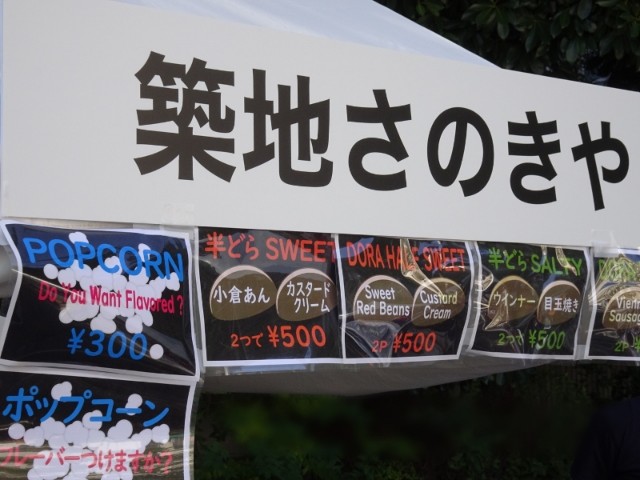 築地さのきや
POPCORN
Do You Want Flavored?
¥300
ポップコーン
フレーバーつけますか?
半どら SWEET
小倉あん
カスタード
クリーム
2つで ¥500
DORA HALF SWEET
Sweet
Red Beans
Custard
Cream
2P ¥500
半どら SALTY
ウインナー
目玉焼き
2つで ¥500
Sausage
2P